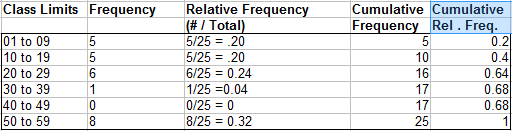 Class Limits Frequency Relative Frequency Cumulative Cumulative
(# / Total) Frequency Rel . Freq.
01 to 09 5 5/25 = .20 5 0.2
10 to 19 5 5/25 = .20 10 0.4
20 to 29 6 6/25 = 0.24 16 0.64
30 to 39 1 1/25 =0.04 17 0.68
40 to 49 0 0/25 = 0 17 0.68
50 to 59 8 8/25 = 0.32 25 1